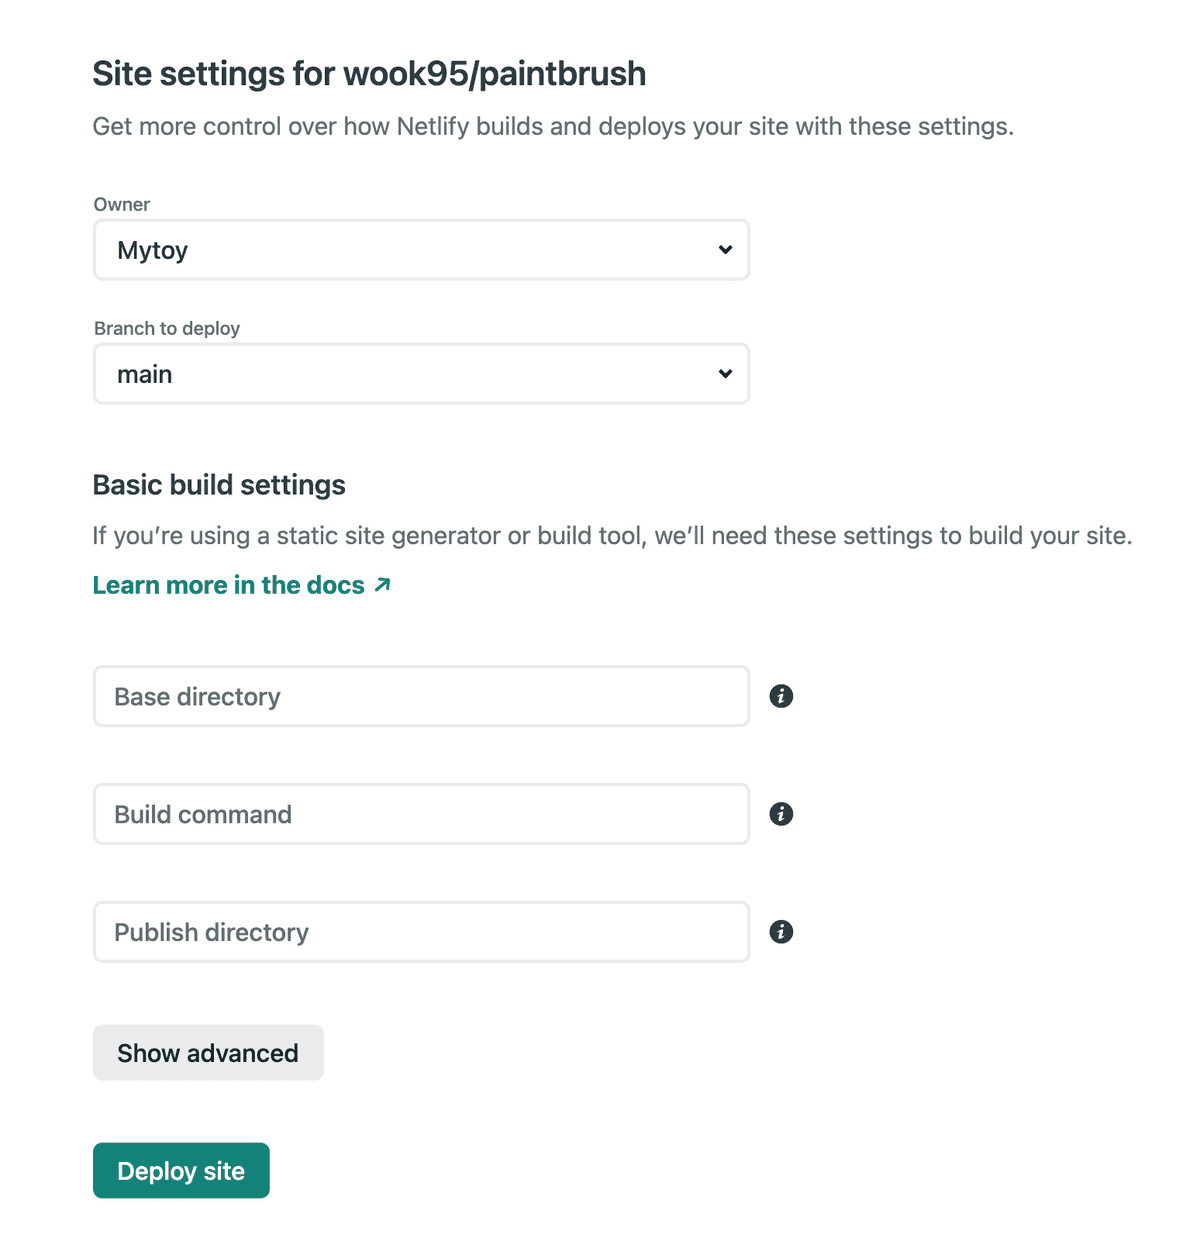 Site settings for wook95/paintbrush
Get more control over how Netlify builds and deploys your site with these settings.
Owner
Mytoy
Branch to deploy
main
Basic build settings
If you’re using a static site generator or build tool, we’ll need these settings to build your site.
Learn more in the docs ↗
Base directory
Build command
Publish directory
Show advanced
Deploy site